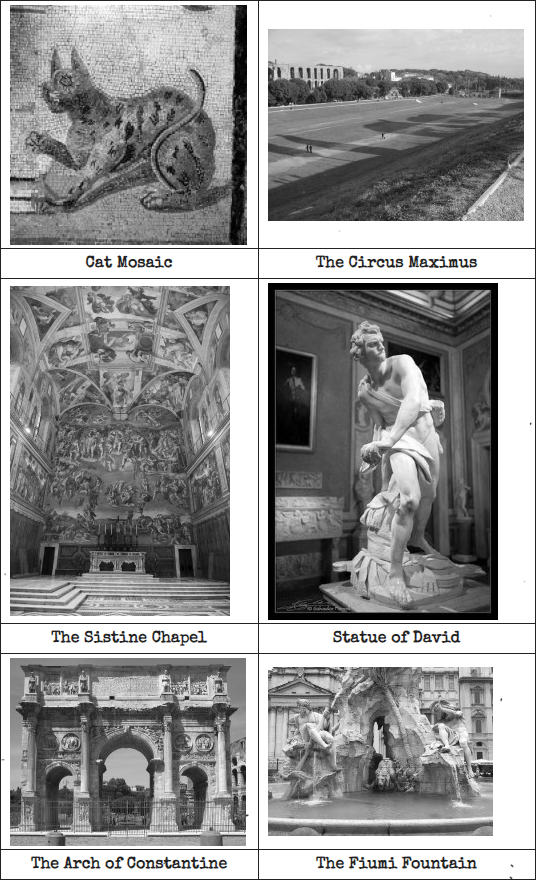 Cat Mosaic
The Circus Maximus
The Sistine Chapel
Statue of David
The Arch of Constantine
The Fiumi Fountain